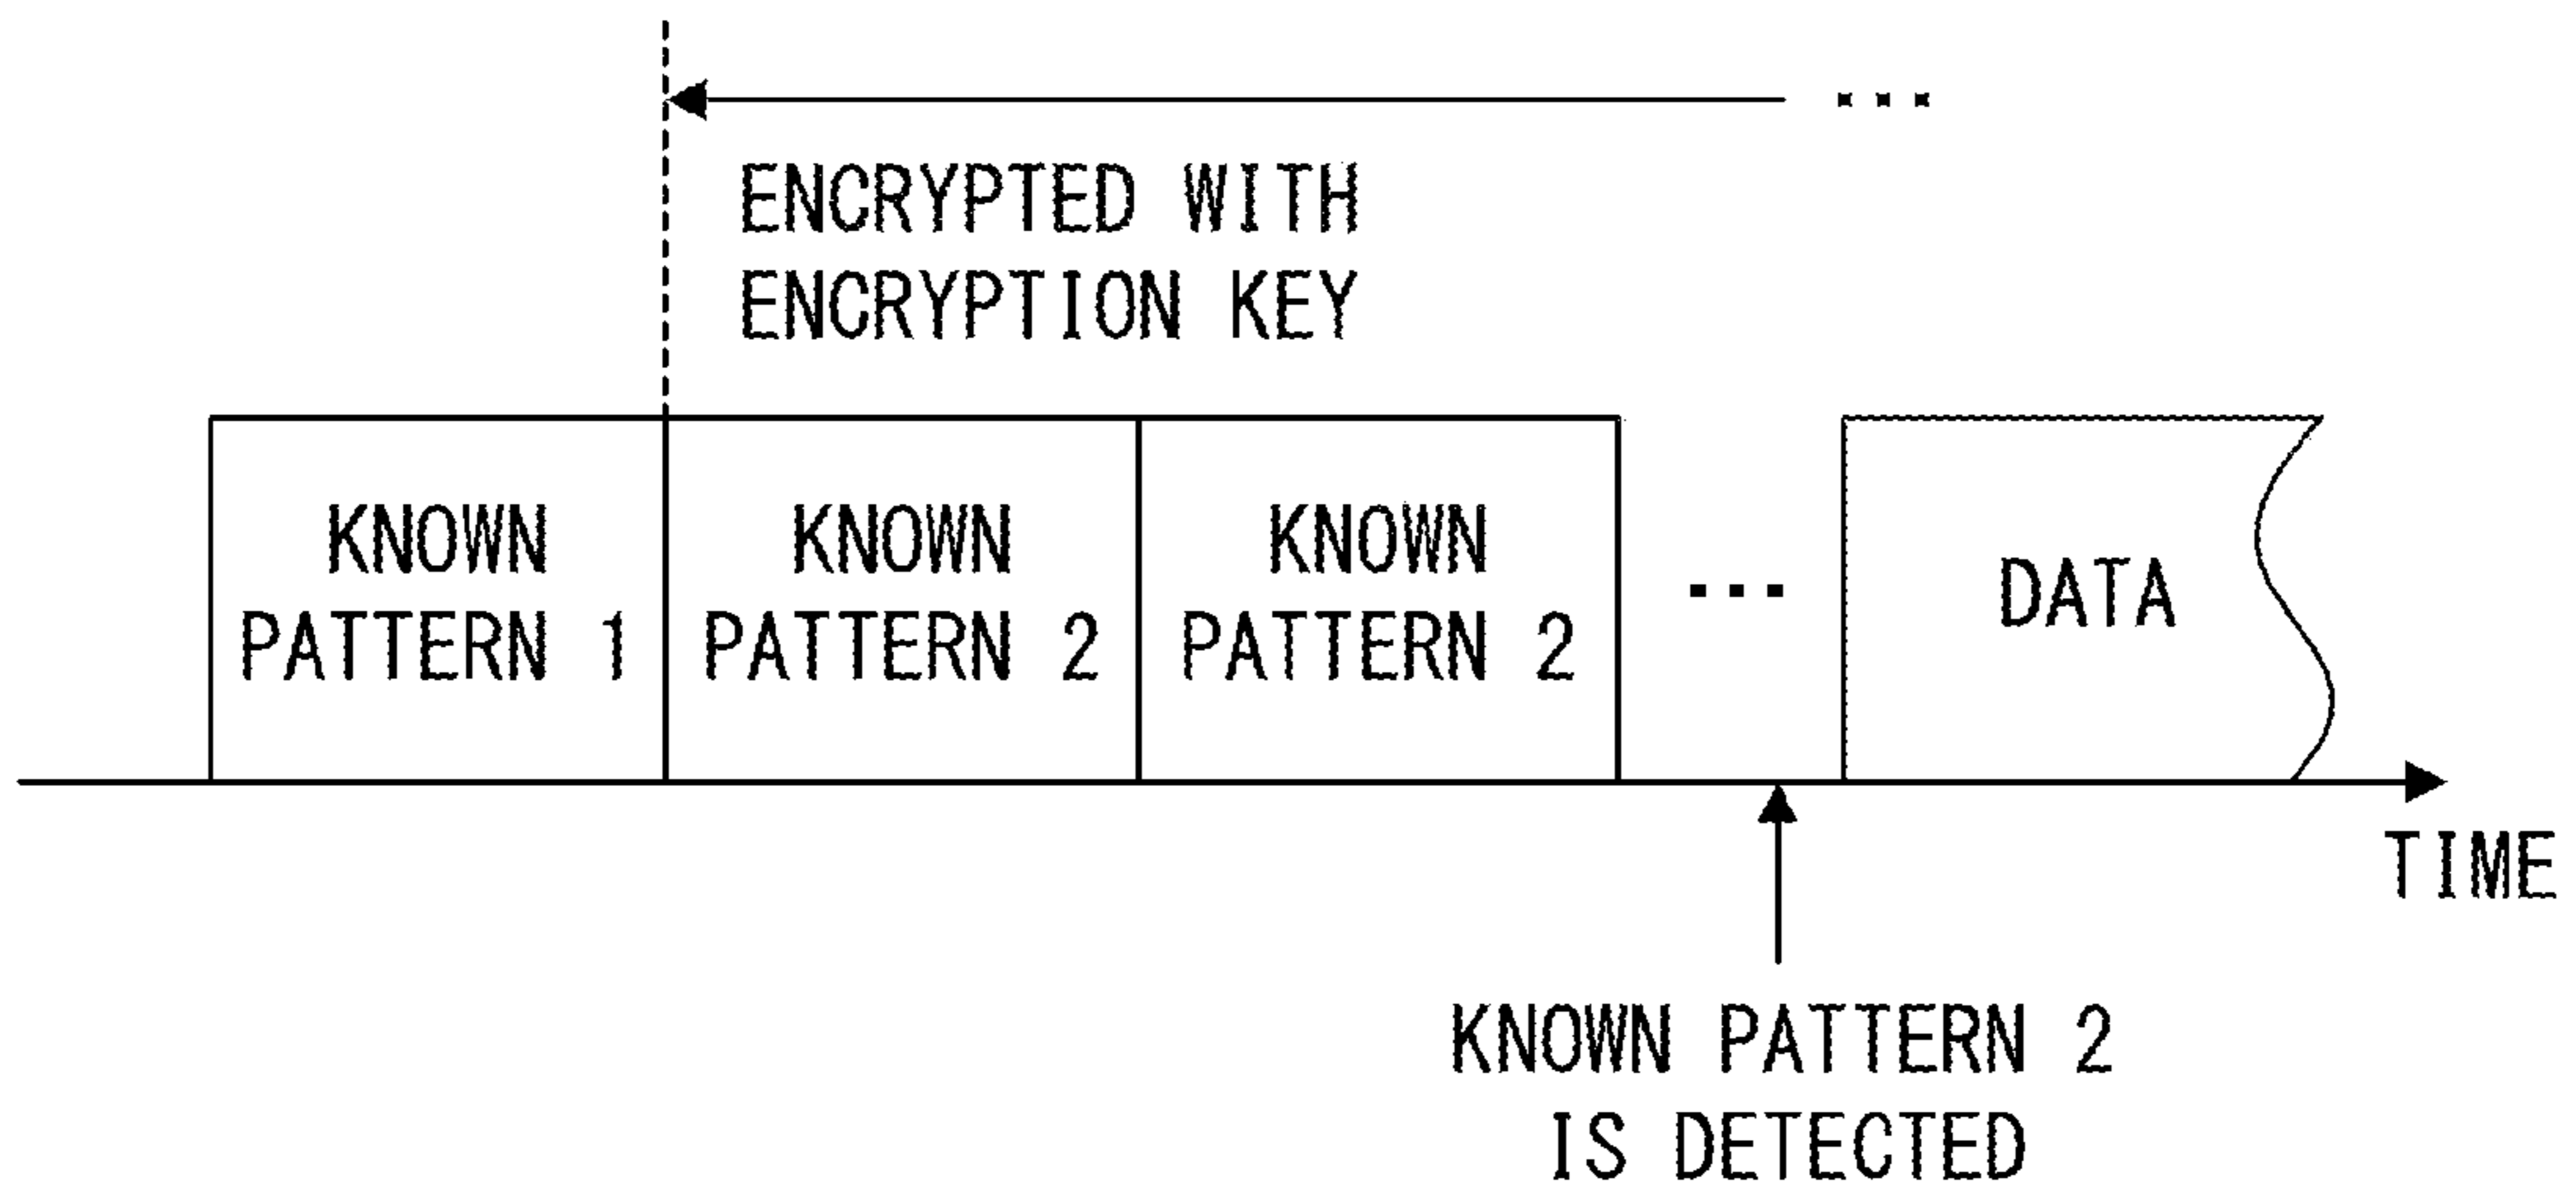 ...
ENCRYPTED WITH
ENCRYPTION KEY
KNOWN
PATTERN 1
KNOWN
PATTERN 2
KNOWN
PATTERN 2
...
DATA
TIME
KNOWN PATTERN 2
IS DETECTED